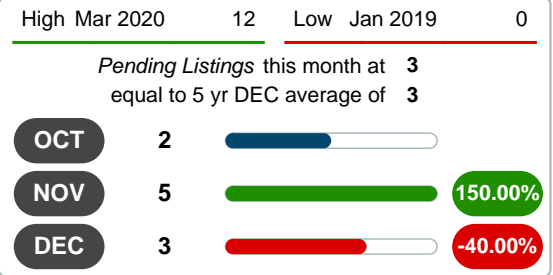 High Mar 2020 12 Low Jan 2019 0
Pending Listings this month at 3
equal to 5 yr DEC average of 3
OCT 2
NOV 5 150.00%
DEC 3 -40.00%